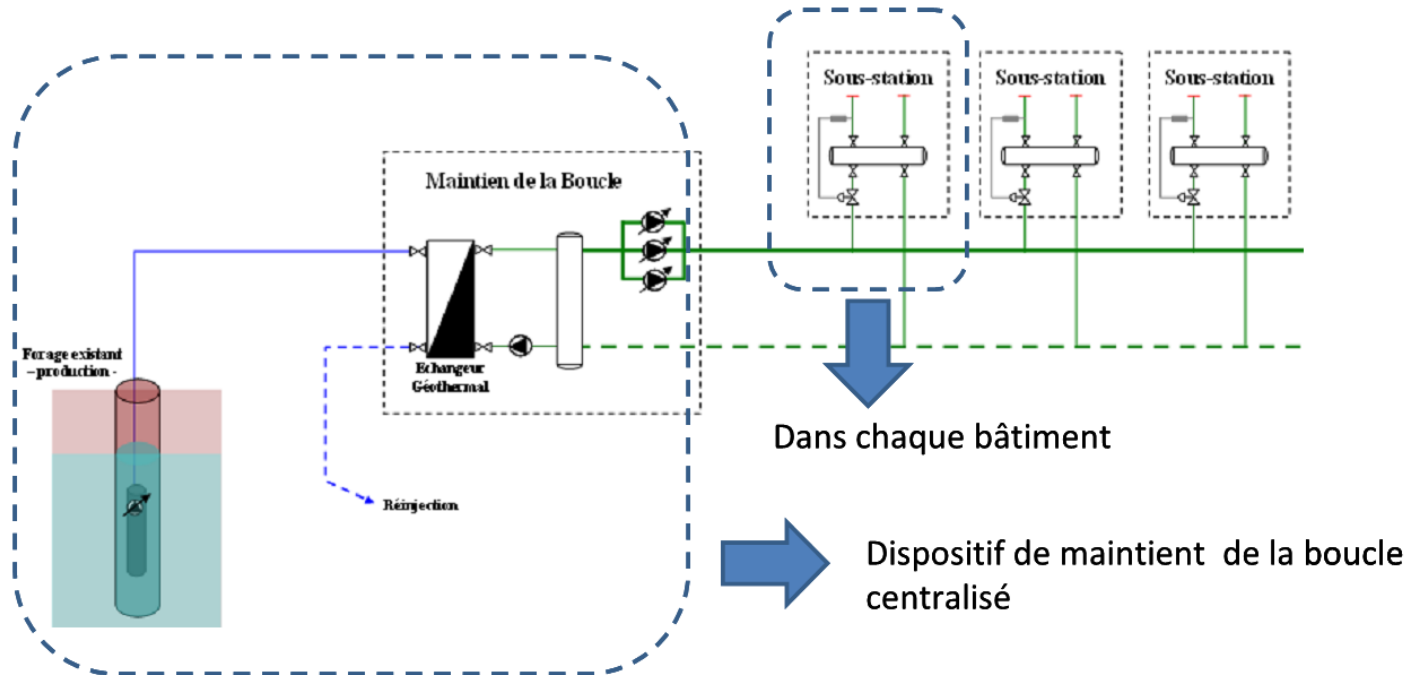 Sous-station
Sous-station
Sous-station
Maintien de la Boucle
Forage existant
–production -
Echangeur
Géothermal
Réinjection
Dans chaque bâtiment
Dispositif de maintient de la boucle
centralisé